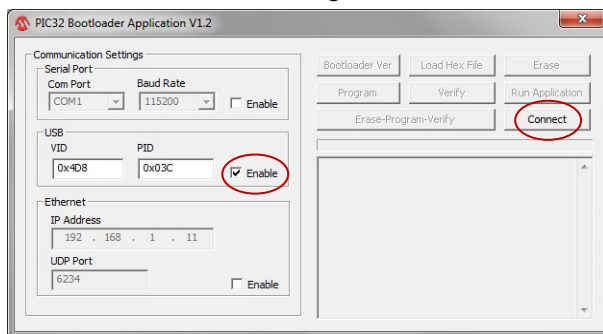 PIC32 Bootloader Application V1.2
Communication Settings
Serial Port
Com Port Baud Rate
COM1 115200 Enable
USB
VID PID
0x4D8 0x03C Enable
Ethernet
IP Address
192 . 168 . 1 . 11
UDP Port
6234 Enable
Bootloader Ver Load Hex File Erase
Program Verify Run Application
Erase-Program-Verify Connect